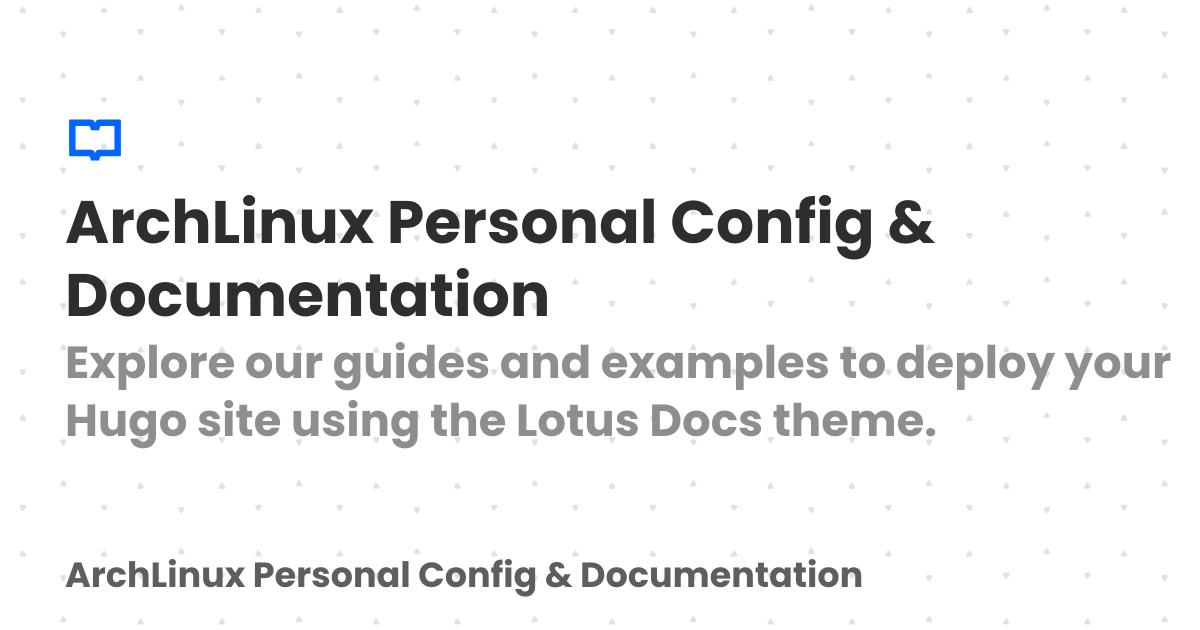 ArchLinux Personal Config &
Documentation
Explore our guides and examples to deploy your
Hugo site using the Lotus Docs theme.
ArchLinux Personal Config & Documentation